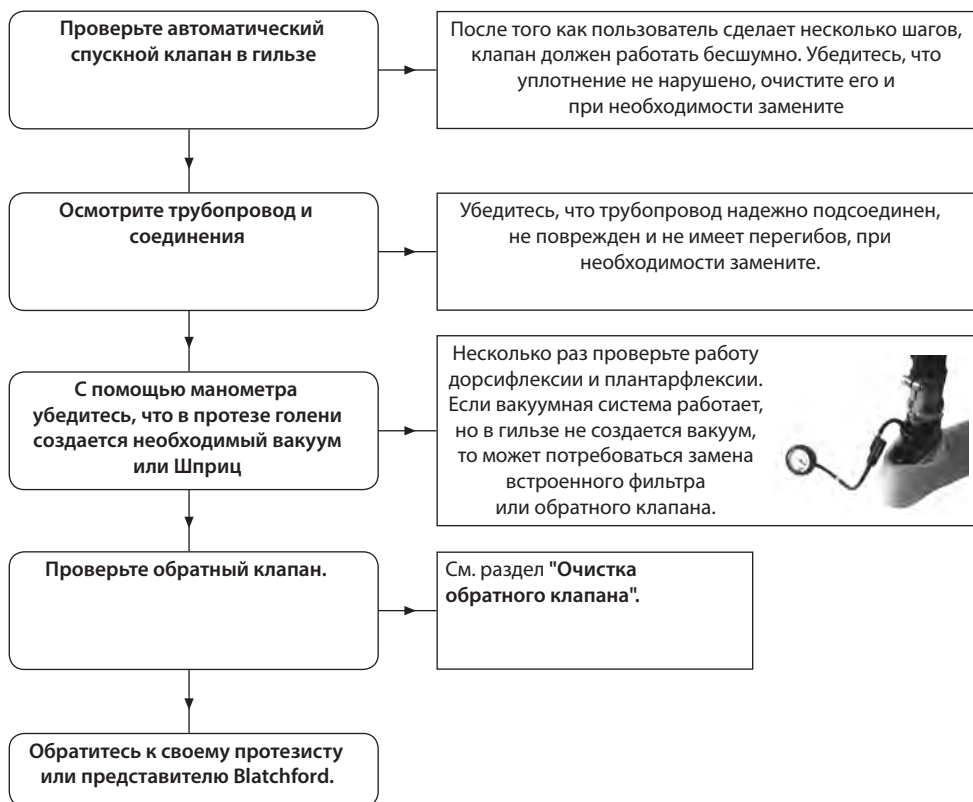 Проверьте автоматический
спускной клапан в гильзе
После того как пользователь сделает несколько шагов,
клапан должен работать бесшумно. Убедитесь, что
уплотнение не нарушено, очистите его и
при необходимости замените
Осмотрите трубопровод и
соединения
Убедитесь, что трубопровод надежно подсоединен,
не поврежден и не имеет перегибов, при
необходимости замените.
С помощью манометра
убедитесь, что в протезе голени
создается необходимый вакуум
или Шприц
Несколько раз проверьте работу
дорсифлексии и плантарфлексии.
Если вакуумная система работает,
но в гильзе не создается вакуум,
то может потребоваться замена
встроенного фильтра
или обратного клапана.
Проверьте обратный клапан.
См. раздел "Очистка
обратного клапана".
Обратитесь к своему протезисту
или представителю Blatchford.